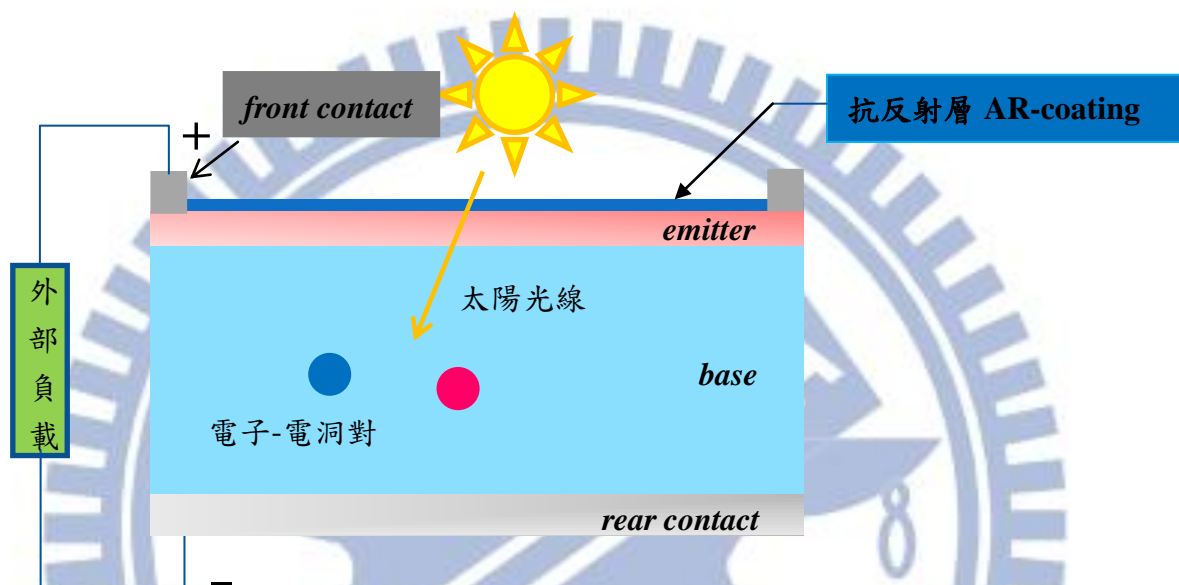 front contact
抗反射層 AR-coating
+
emitter
太陽光線
外部負載
base
電子-電洞對
rear contact
-